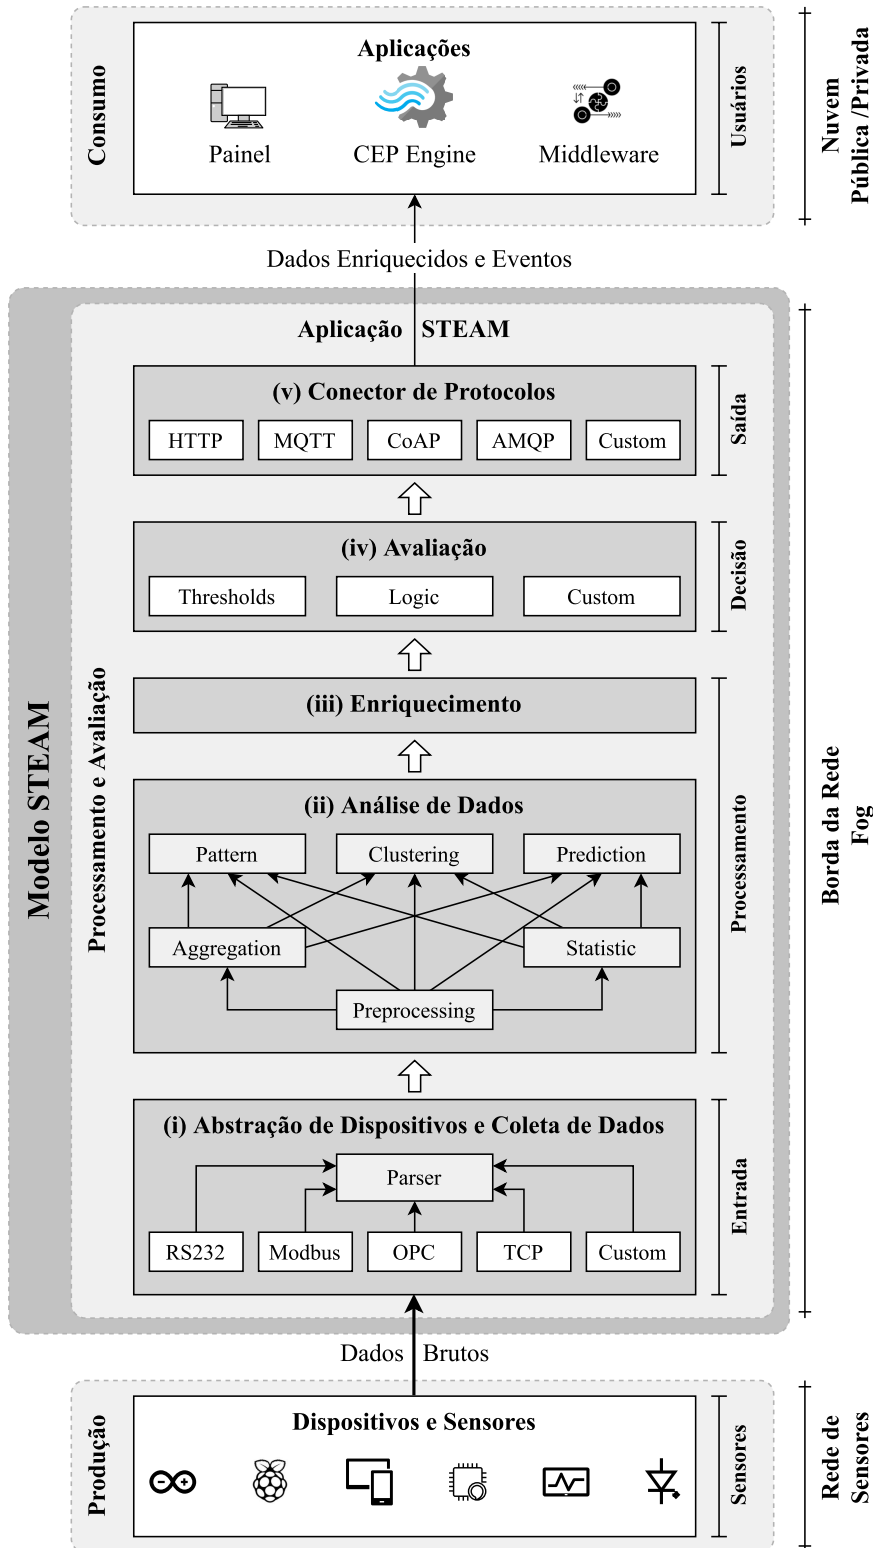 Consumo
Aplicações
Painel
CEP Engine
Middleware
Usuários
Nuvem
Pública /Privada
Dados Enriquecidos e Eventos
Modelo STEAM
Processamento e Avaliação
Aplicação STEAM
(v) Conector de Protocolos
HTTP
MQTT
CoAP
AMQP
Custom
Saída
(iv) Avaliação
Thresholds
Logic
Custom
Decisão
(iii) Enriquecimento
(ii) Análise de Dados
Pattern
Clustering
Prediction
Aggregation
Statistic
Preprocessing
Processamento
Borda da Rede
Fog
(i) Abstração de Dispositivos e Coleta de Dados
Parser
RS232
Modbus
OPC
TCP
Custom
Entrada
Dados Brutos
Produção
Dispositivos e Sensores
Sensores
Rede de
Sensores